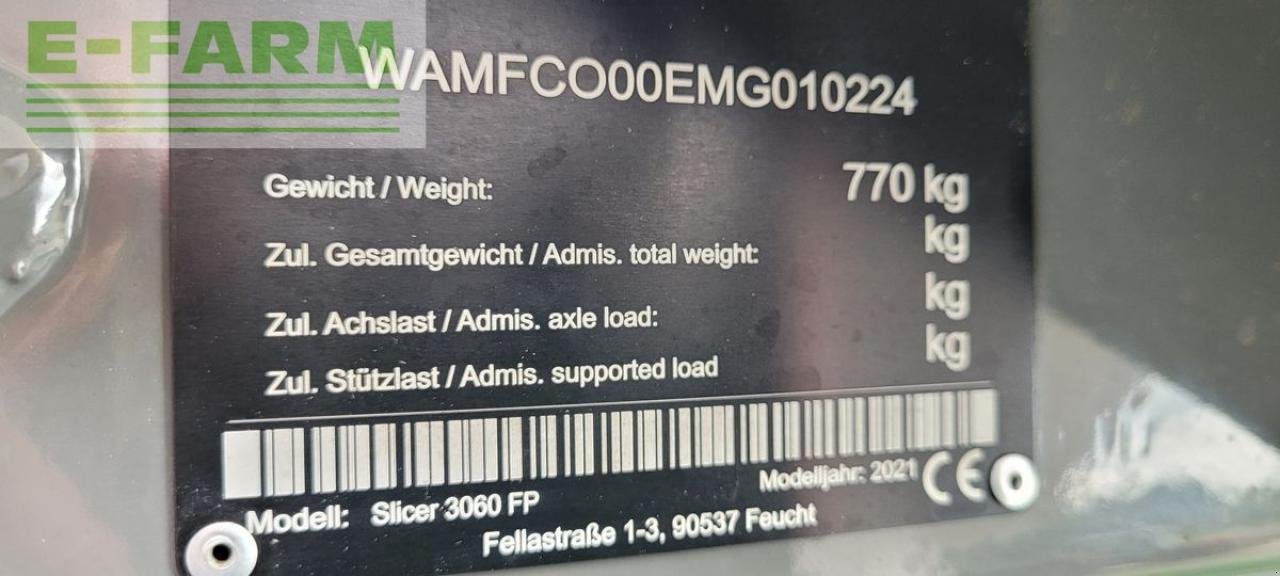 E-FARM
WAMFCO00EMG010224
Gewicht / Weight: 770 kg
Zul. Gesamtgewicht / Admis. total weight: kg
Zul. Achslast / Admis. axle load: kg
Zul. Stützlast / Admis. supported load kg
Modelljahr: 2021 CE
Modell: Slicer 3060 FP
Fellastraße 1-3, 90537 Feucht